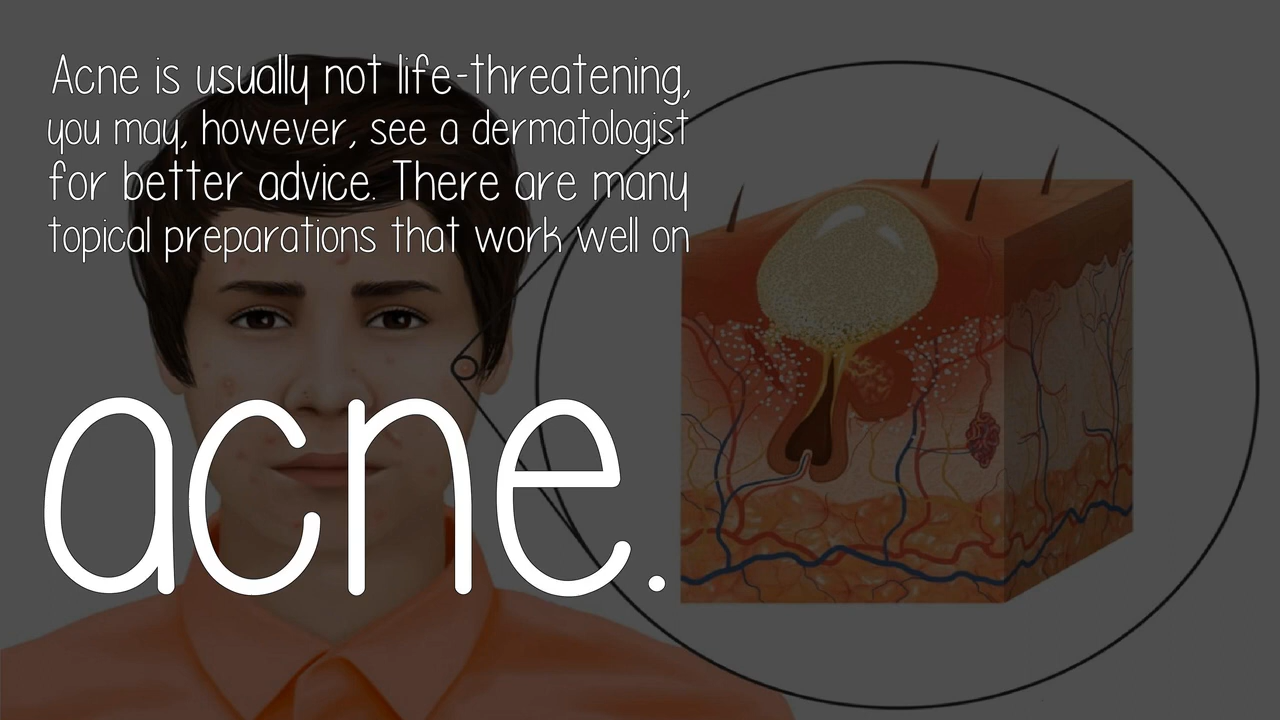 Acne is usually not life-threatening,
you may, however, see a dermatologist
for better advice. There are many
topical preparations that work well on
acne.